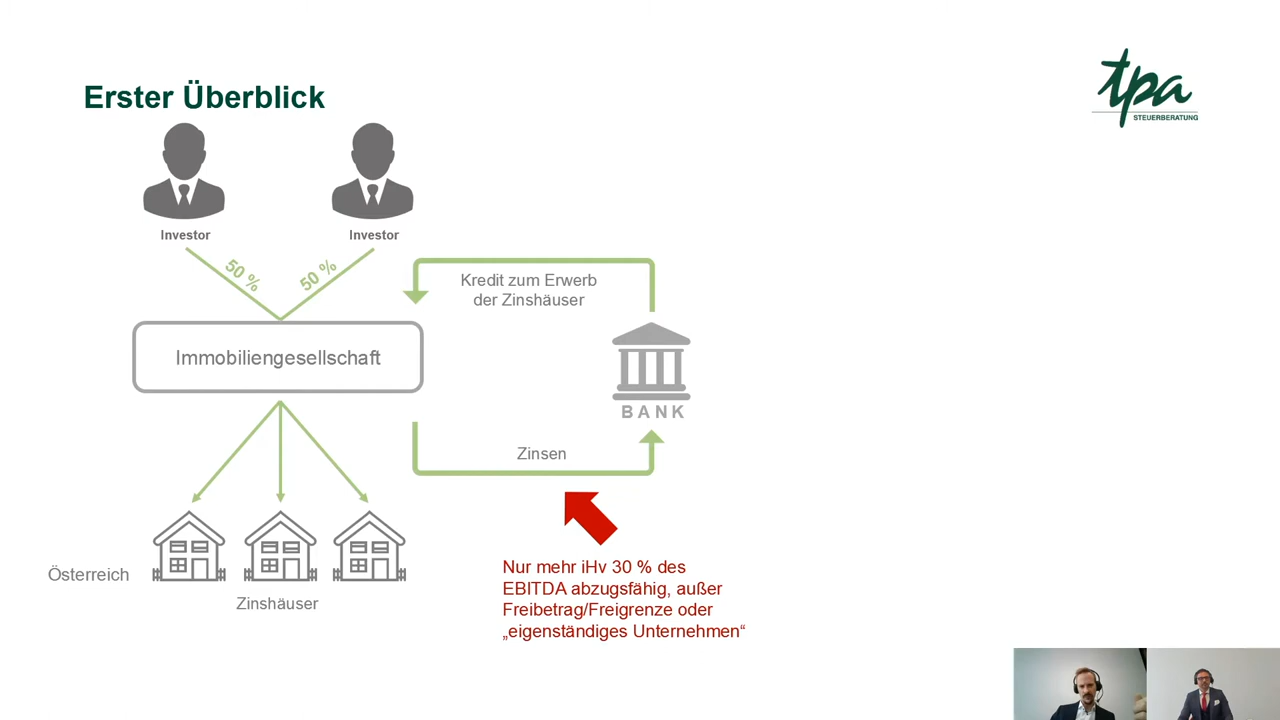 Erster Überblick
tpa
STEUERBERATUNG
Investor
Investor
50 %
50 %
Kredit zum Erwerb
der Zinshäuser
Immobiliengesellschaft
BANK
Zinsen
Nur mehr iHv 30 % des
EBITDA abzugsfähig, außer
Freibetrag/Freigrenze oder
„eigenständiges Unternehmen“
Österreich
Zinshäuser